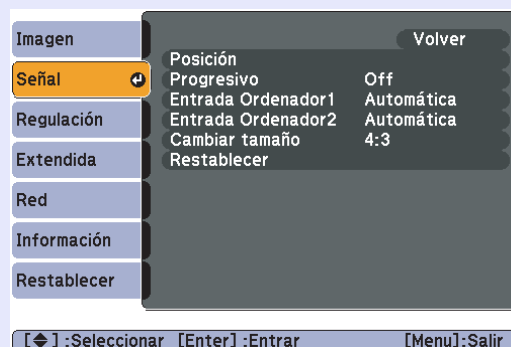 Imagen
Señal
Regulación
Extendida
Red
Información
Restablecer
Volver
Posición
Progresivo Off
Entrada Ordenador1 Automática
Entrada Ordenador2 Automática
Cambiar tamaño 4:3
Restablecer
[ ] :Seleccionar [Enter] :Entrar [Menu]:Salir